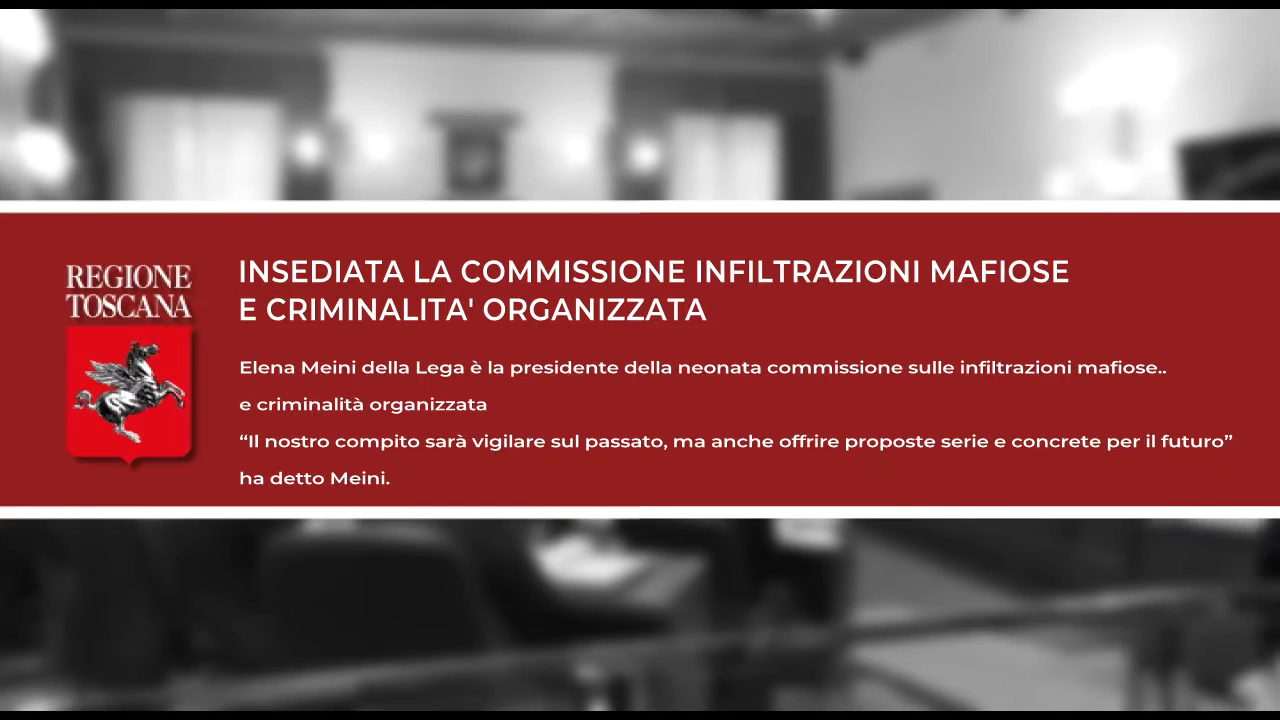 REGIONE
TOSCANA
INSEDIATA LA COMMISSIONE INFILTRAZIONI MAFIOSE
E CRIMINALITA' ORGANIZZATA
Elena Meini della Lega è la presidente della neonata commissione sulle infiltrazioni mafiose..
e criminalità organizzata
“Il nostro compito sarà vigilare sul passato, ma anche offrire proposte serie e concrete per il futuro”
ha detto Meini.